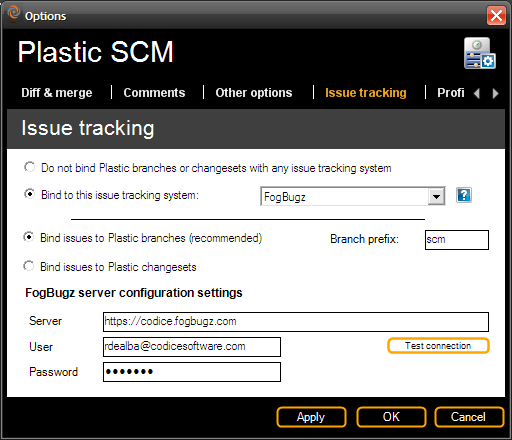 Options
Plastic SCM
Diff & merge Comments Other options Issue tracking Profi
Issue tracking
Do not bind Plastic branches or changesets with any issue tracking system
Bind to this issue tracking system: FogBugz ?
Bind issues to Plastic branches (recommended) Branch prefix: scm
Bind issues to Plastic changesets
FogBugz server configuration settings
Server https://codice.fogbugz.com
User rdealba@codicesoftware.com Test connection
Password •••••••
Apply OK Cancel